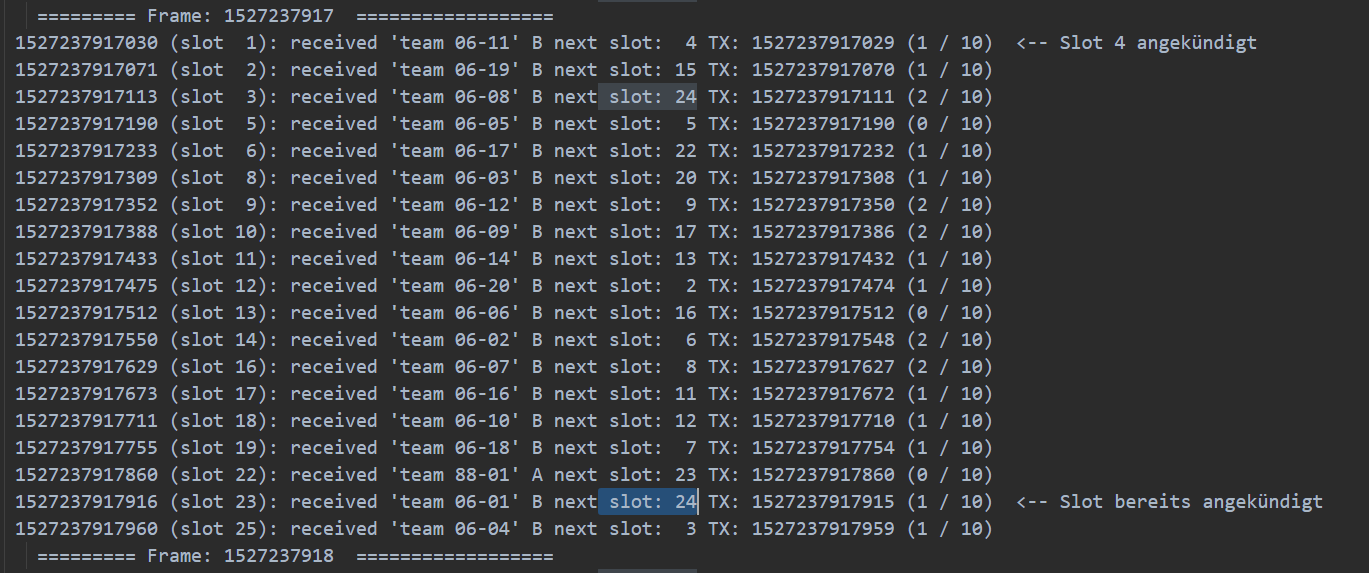 ========= Frame: 1527237917  ==================
1527237917030 (slot  1): received 'team 06-11' B next slot:  4 TX: 1527237917029 (1 / 10)  <-- Slot 4 angekündigt
1527237917071 (slot  2): received 'team 06-19' B next slot: 15 TX: 1527237917070 (1 / 10)
1527237917113 (slot  3): received 'team 06-08' B next slot: 24 TX: 1527237917111 (2 / 10)
1527237917190 (slot  5): received 'team 06-05' B next slot:  5 TX: 1527237917190 (0 / 10)
1527237917233 (slot  6): received 'team 06-17' B next slot: 22 TX: 1527237917232 (1 / 10)
1527237917309 (slot  8): received 'team 06-03' B next slot: 20 TX: 1527237917308 (1 / 10)
1527237917352 (slot  9): received 'team 06-12' B next slot:  9 TX: 1527237917350 (2 / 10)
1527237917388 (slot 10): received 'team 06-09' B next slot: 17 TX: 1527237917386 (2 / 10)
1527237917433 (slot 11): received 'team 06-14' B next slot: 13 TX: 1527237917432 (1 / 10)
1527237917475 (slot 12): received 'team 06-20' B next slot:  2 TX: 1527237917474 (1 / 10)
1527237917512 (slot 13): received 'team 06-06' B next slot: 16 TX: 1527237917512 (0 / 10)
1527237917550 (slot 14): received 'team 06-02' B next slot:  6 TX: 1527237917548 (2 / 10)
1527237917629 (slot 16): received 'team 06-07' B next slot:  8 TX: 1527237917627 (2 / 10)
1527237917673 (slot 17): received 'team 06-16' B next slot: 11 TX: 1527237917672 (1 / 10)
1527237917711 (slot 18): received 'team 06-10' B next slot: 12 TX: 1527237917710 (1 / 10)
1527237917755 (slot 19): received 'team 06-18' B next slot:  7 TX: 1527237917754 (1 / 10)
1527237917860 (slot 22): received 'team 88-01' A next slot: 23 TX: 1527237917860 (0 / 10)
1527237917916 (slot 23): received 'team 06-01' B next slot: 24 TX: 1527237917915 (1 / 10)  <-- Slot bereits angekündigt
1527237917960 (slot 25): received 'team 06-04' B next slot:  3 TX: 1527237917959 (1 / 10)
========= Frame: 1527237918  ==================